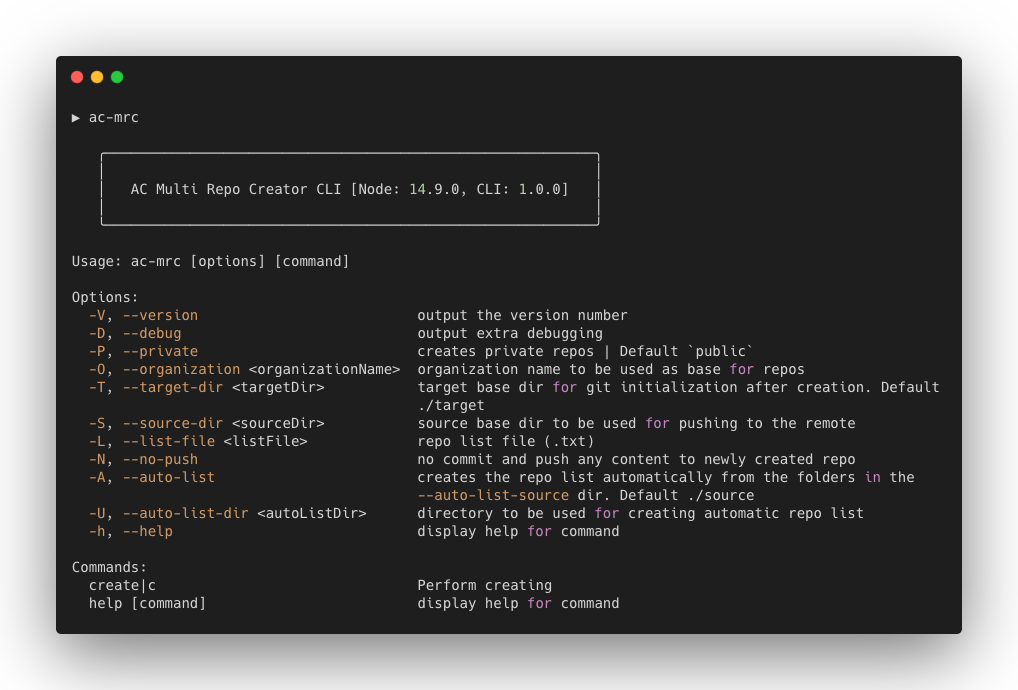 ▶ ac-mrc
AC Multi Repo Creator CLI [Node: 14.9.0, CLI: 1.0.0]
Usage: ac-mrc [options] [command]
Options:
-V, --version output the version number
-D, --debug output extra debugging
-P, --private creates private repos | Default `public`
-O, --organization <organizationName> organization name to be used as base for repos
-T, --target-dir <targetDir> target base dir for git initialization after creation. Default
./target
-S, --source-dir <sourceDir> source base dir to be used for pushing to the remote
-L, --list-file <listFile> repo list file (.txt)
-N, --no-push no commit and push any content to newly created repo
-A, --auto-list creates the repo list automatically from the folders in the
--auto-list-source dir. Default ./source
-U, --auto-list-dir <autoListDir> directory to be used for creating automatic repo list
-h, --help display help for command
Commands:
create|c Perform creating
help [command] display help for command